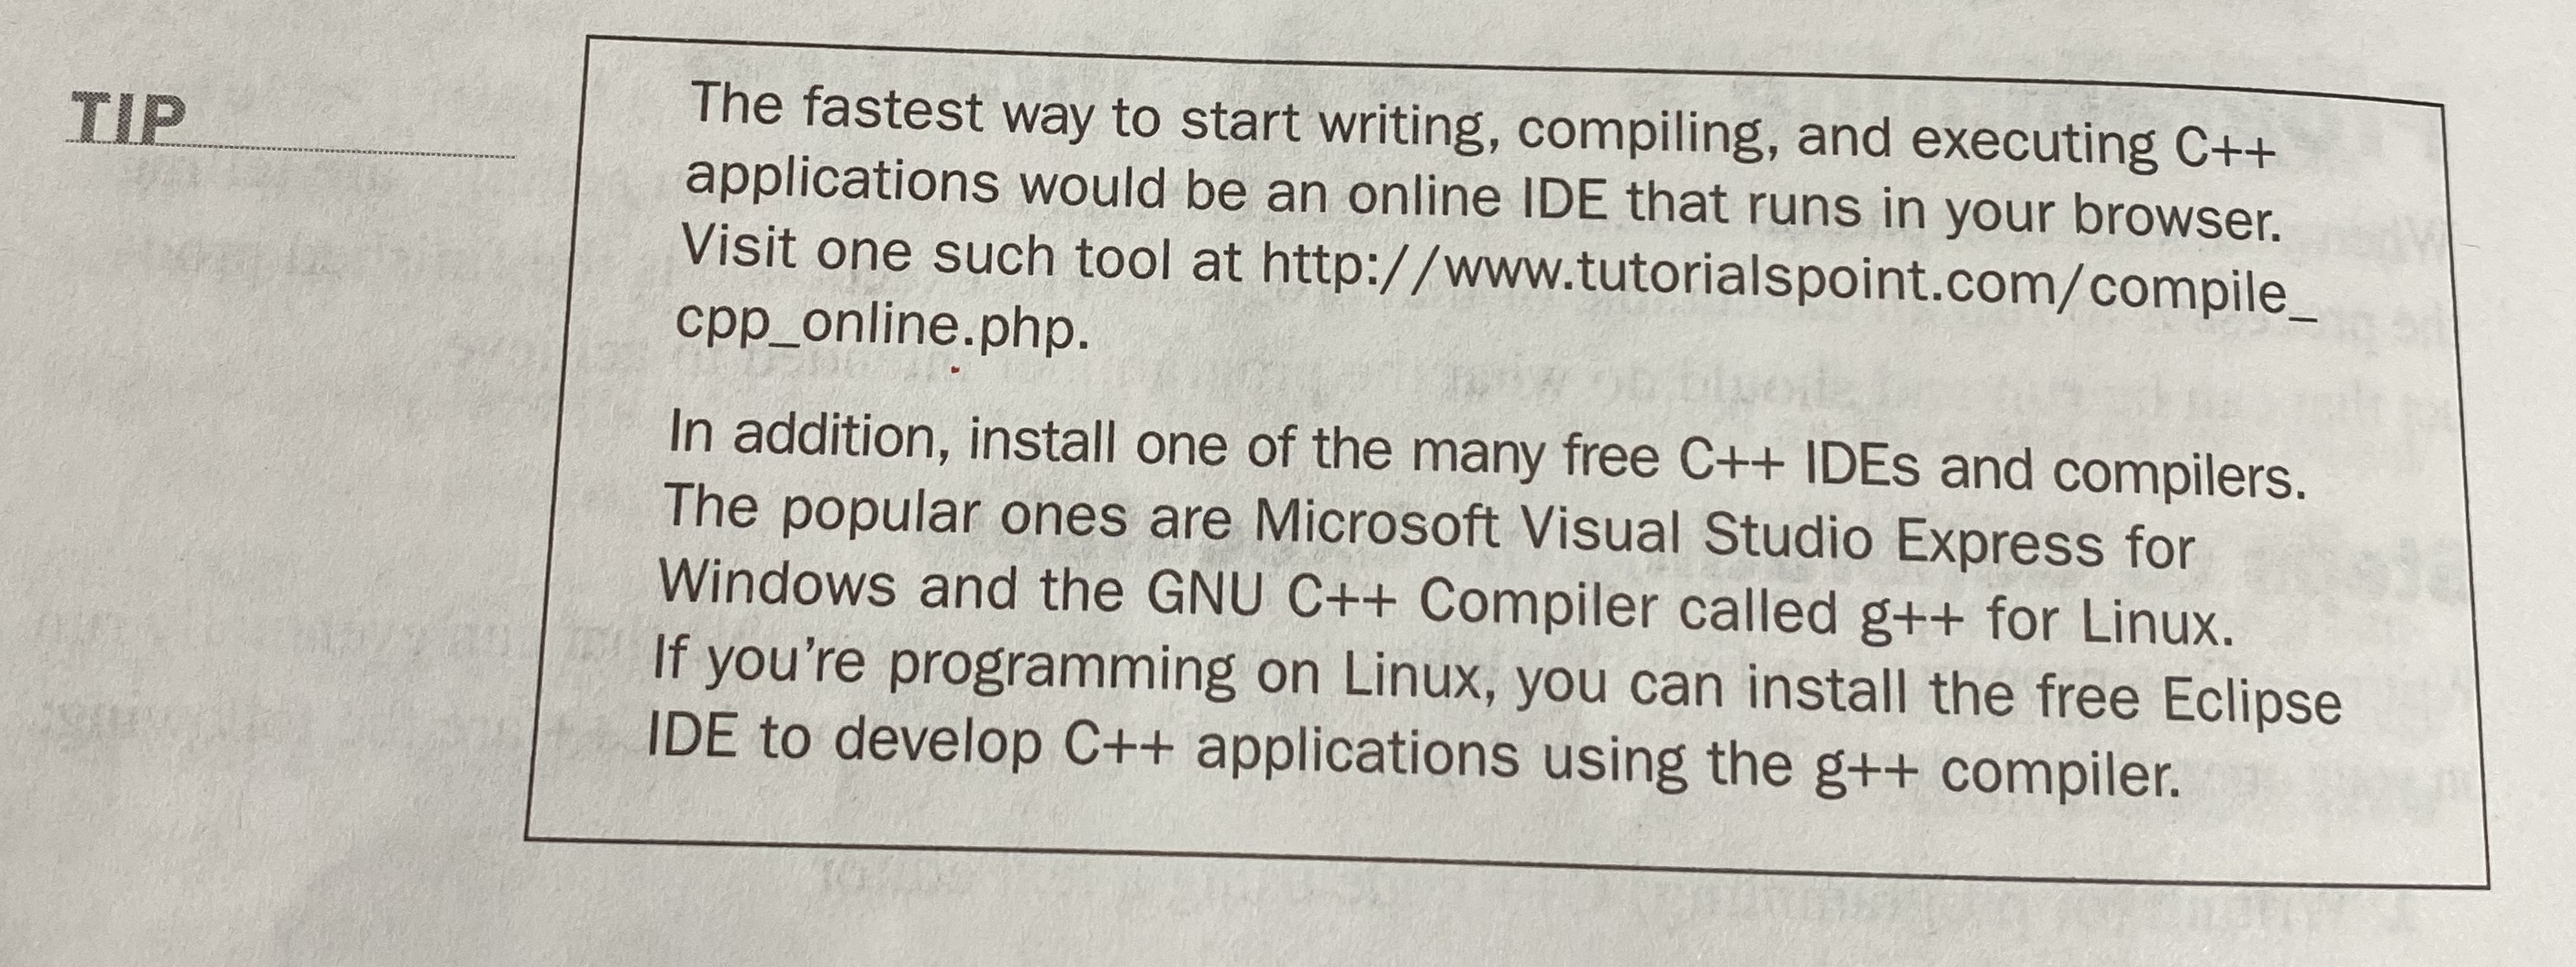 TIP
The fastest way to start writing, compiling, and executing C++
applications would be an online IDE that runs in your browser.
Visit one such tool at http://www.tutorialspoint.com/compile_
cpp_online.php.
In addition, install one of the many free C++ IDEs and compilers.
The popular ones are Microsoft Visual Studio Express for
Windows and the GNU C++ Compiler called g++ for Linux.
If you're programming on Linux, you can install the free Eclipse
IDE to develop C++ applications using the g++ compiler.